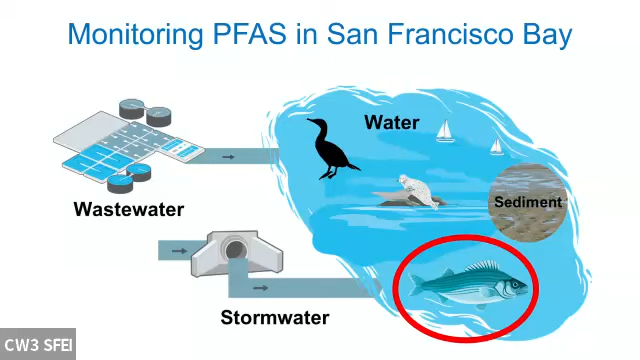 Monitoring PFAS in San Francisco Bay
Water
Wastewater
Sediment
Stormwater
CW3 SFEI